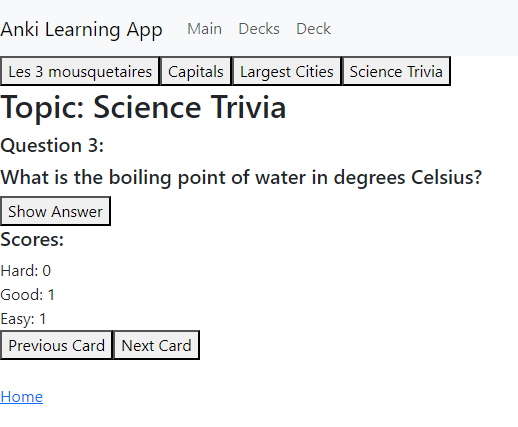 Anki Learning App Main Decks Deck
Les 3 mousquetaires Capitals Largest Cities Science Trivia
Topic: Science Trivia
Question 3:
What is the boiling point of water in degrees Celsius?
Show Answer
Scores:
Hard: 0
Good: 1
Easy: 1
Previous Card Next Card
Home